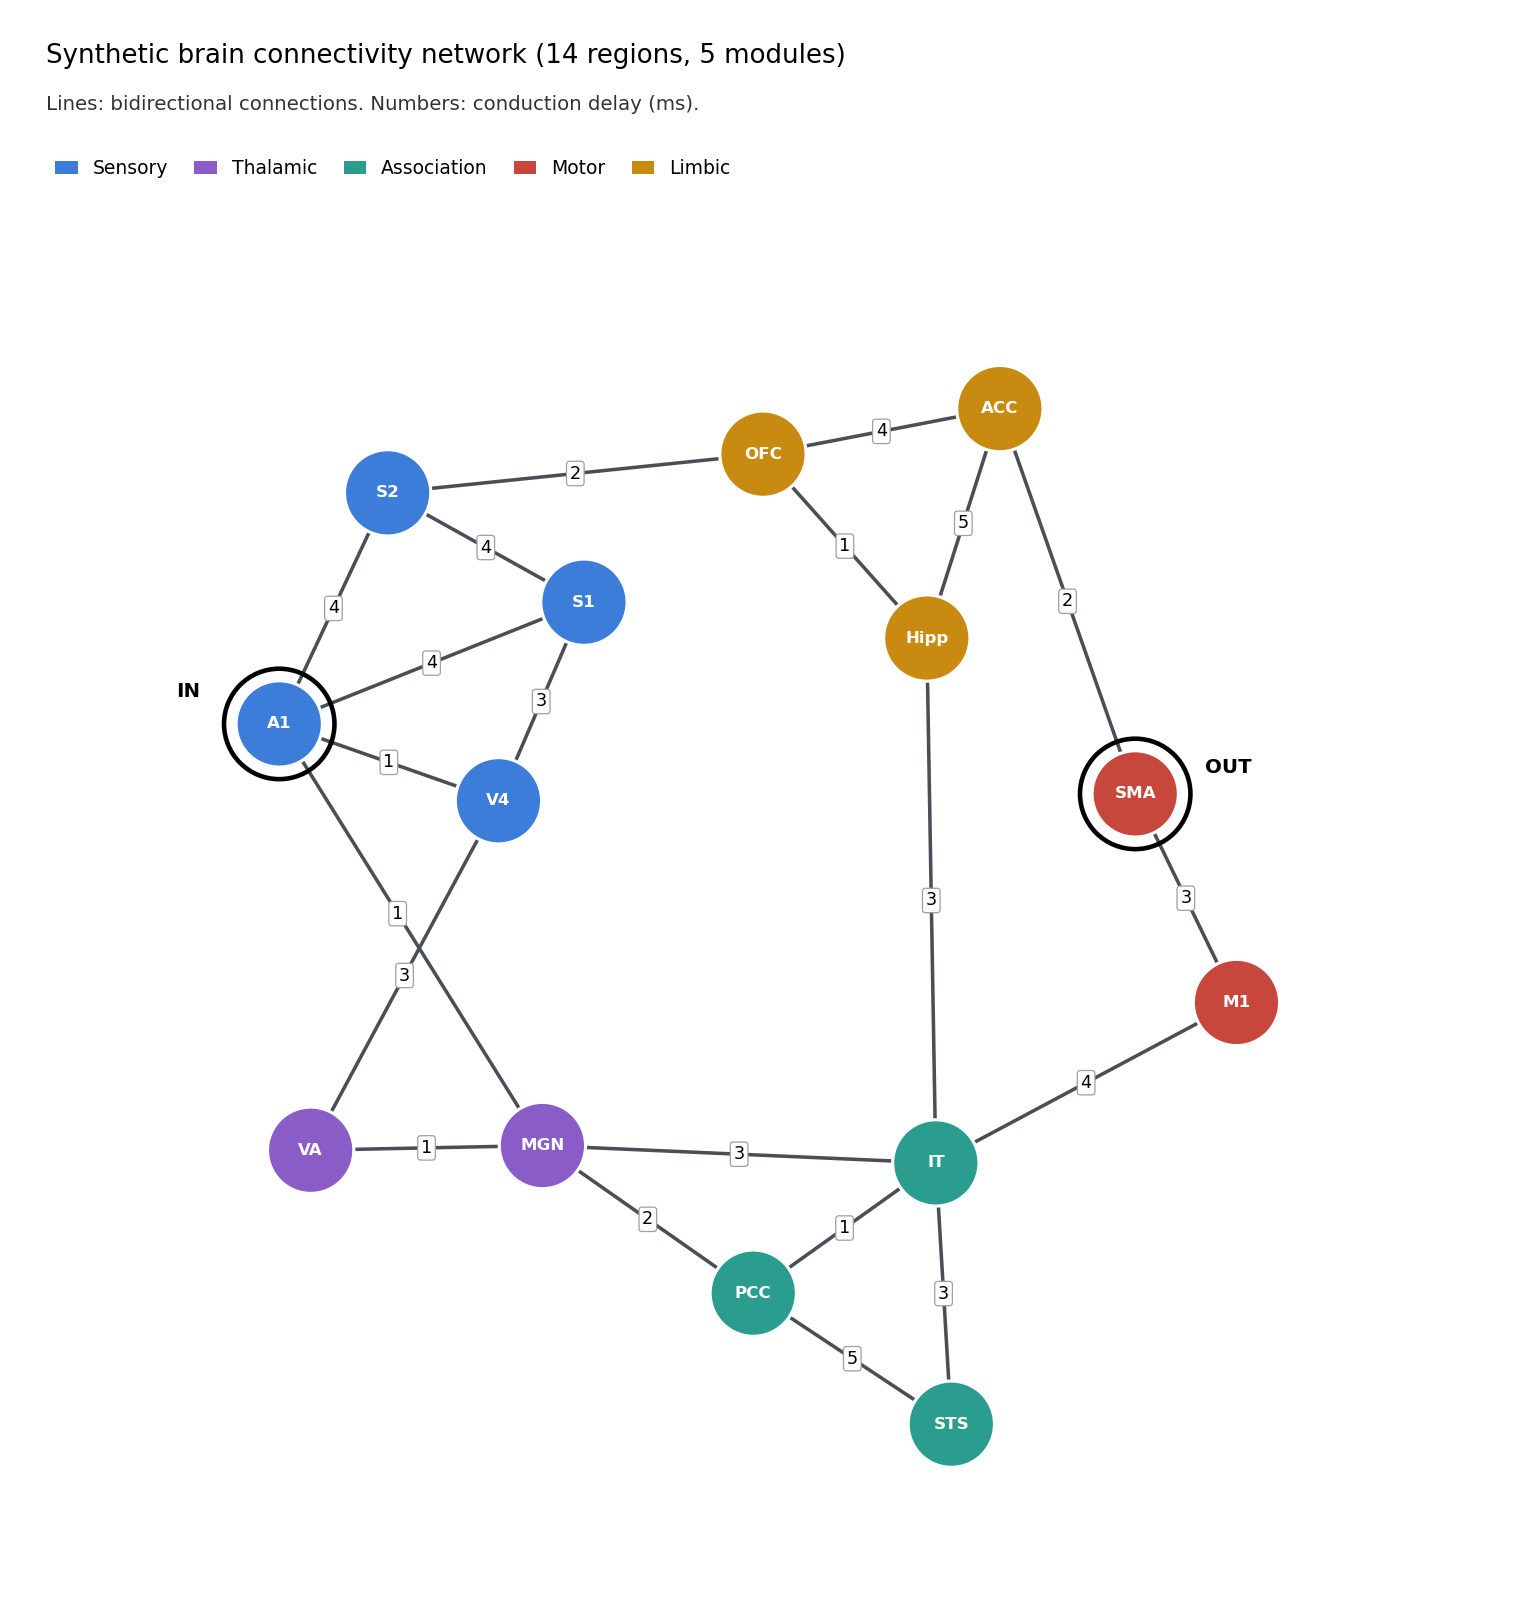 Synthetic brain connectivity network (14 regions, 5 modules)
Lines: bidirectional connections. Numbers: conduction delay (ms).
Sensory Thalamic Association Motor Limbic
ACC
4
OFC
2
S2
5
1
4
S1
2
4
Hipp
4
IN
3
A1
OUT
1
SMA
V4
3
3
1
3
M1
4
MGN
1
VA
3
IT
2
1
PCC
3
5
STS